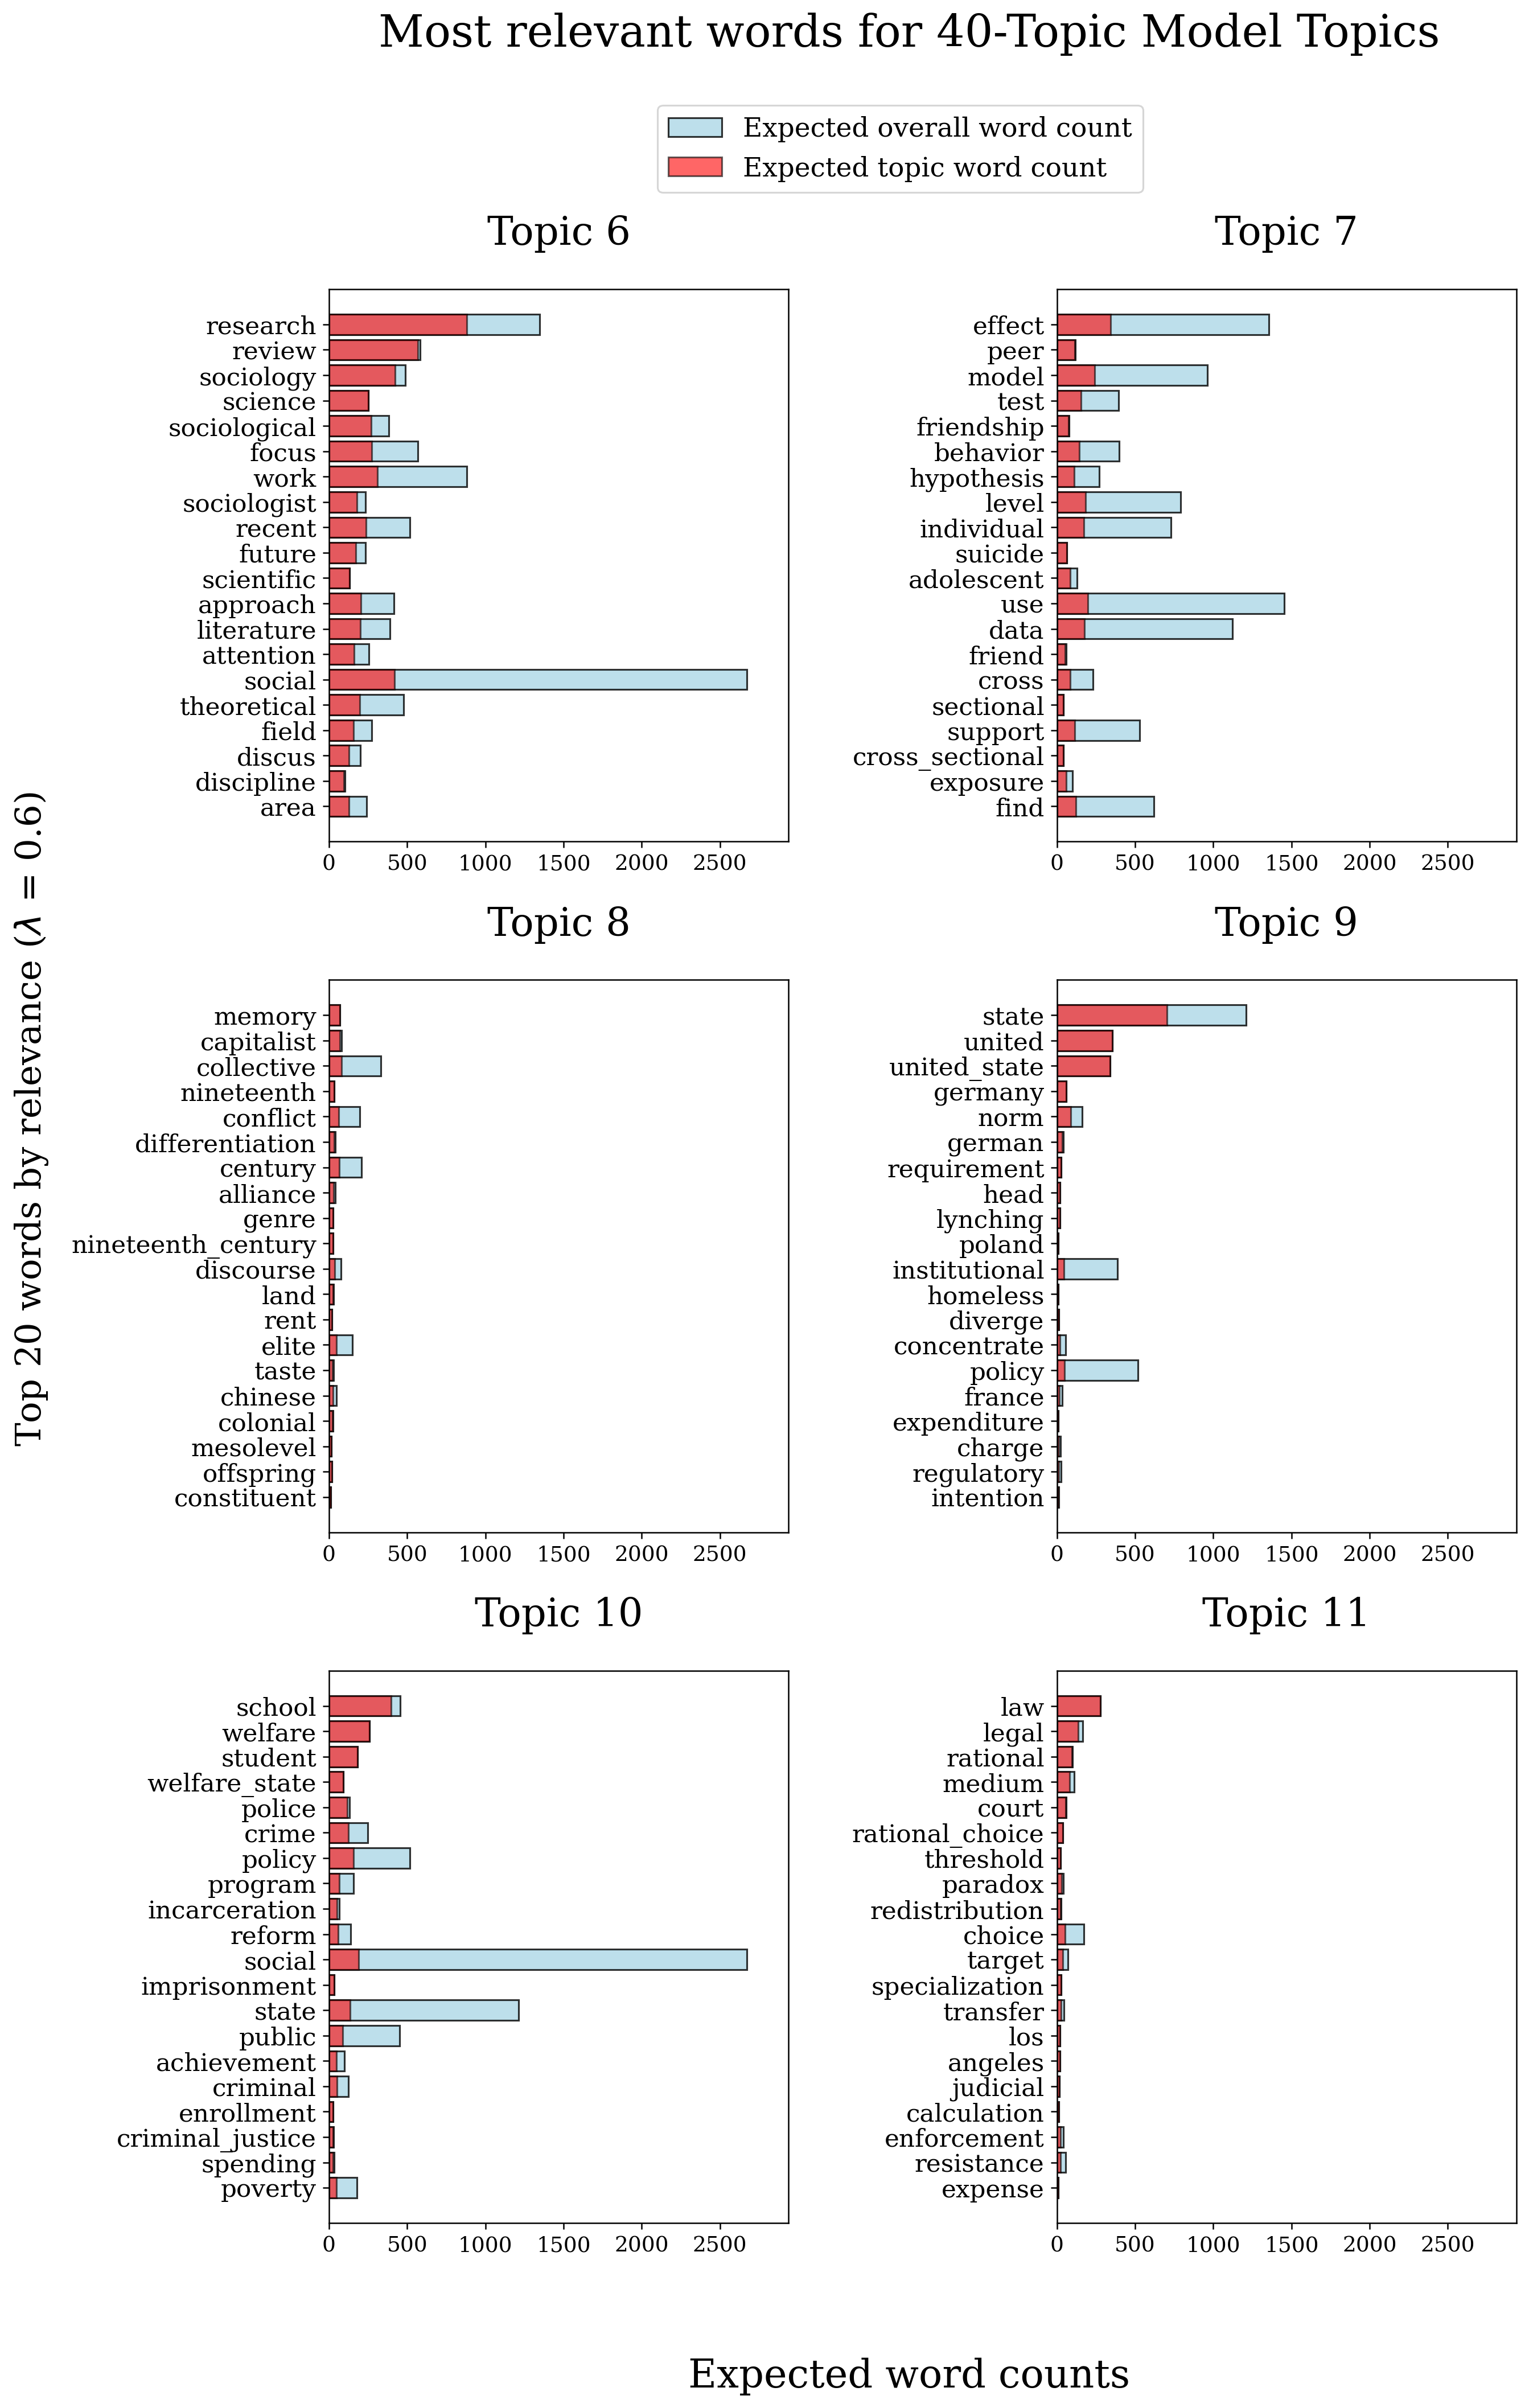 Most relevant words for 40-Topic Model Topics
Expected overall word count
Expected topic word count
Top 20 words by relevance (λ = 0.6)
Topic 6
research
review
sociology
science
sociological
focus
work
sociologist
recent
future
scientific
approach
literature
attention
social
theoretical
field
discus
discipline
area
0 500 1000 1500 2000 2500
Topic 7
effect
peer
model
test
friendship
behavior
hypothesis
level
individual
suicide
adolescent
use
data
friend
cross
sectional
support
cross_sectional
exposure
find
0 500 1000 1500 2000 2500
Topic 8
memory
capitalist
collective
nineteenth
conflict
differentiation
century
alliance
genre
nineteenth_century
discourse
land
rent
elite
taste
chinese
colonial
mesolevel
offspring
constituent
0 500 1000 1500 2000 2500
Topic 9
state
united
united_state
germany
norm
german
requirement
head
lynching
poland
institutional
homeless
diverge
concentrate
policy
france
expenditure
charge
regulatory
intention
0 500 1000 1500 2000 2500
Topic 10
school
welfare
student
welfare_state
police
crime
policy
program
incarceration
reform
social
imprisonment
state
public
achievement
criminal
enrollment
criminal_justice
spending
poverty
0 500 1000 1500 2000 2500
Topic 11
law
legal
rational
medium
court
rational_choice
threshold
paradox
redistribution
choice
target
specialization
transfer
los
angeles
judicial
calculation
enforcement
resistance
expense
0 500 1000 1500 2000 2500
Expected word counts